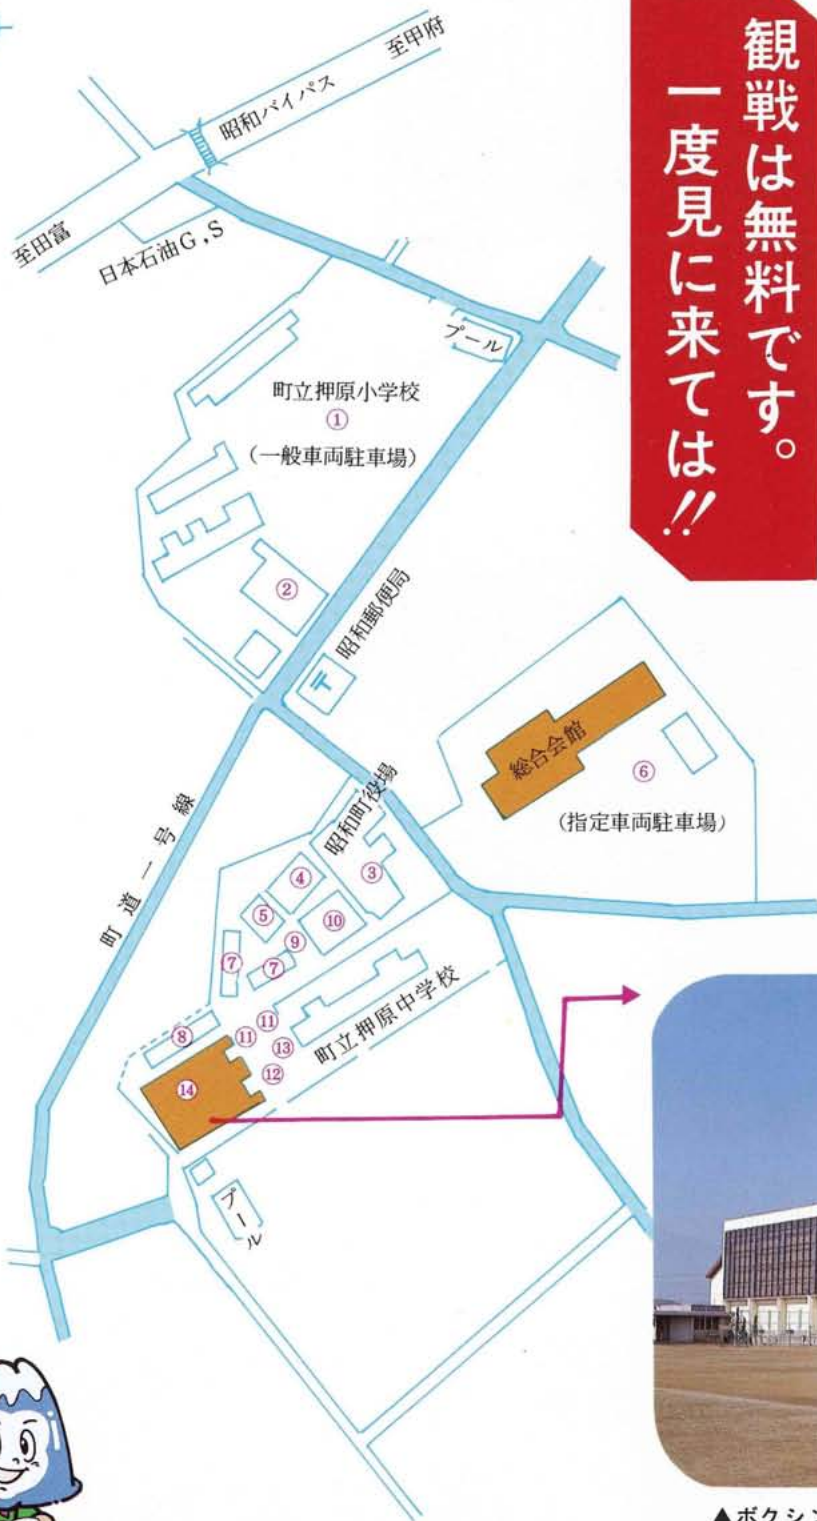 観戦は無料です。
一度見に来ては!!
至甲府
昭和バイパス
至田富
日本石油G,S
プール
町立押原小学校
①
(一般車両駐車場)
②
昭和郵便局
〒
総合会館
⑥
(指定車両駐車場)
昭和町役場
③
④
⑤
⑩
⑨
⑦
⑦
町道一号線
⑧
⑪
⑪
⑬
⑫
⑭
町立押原中学校
プール
▲ボクシン